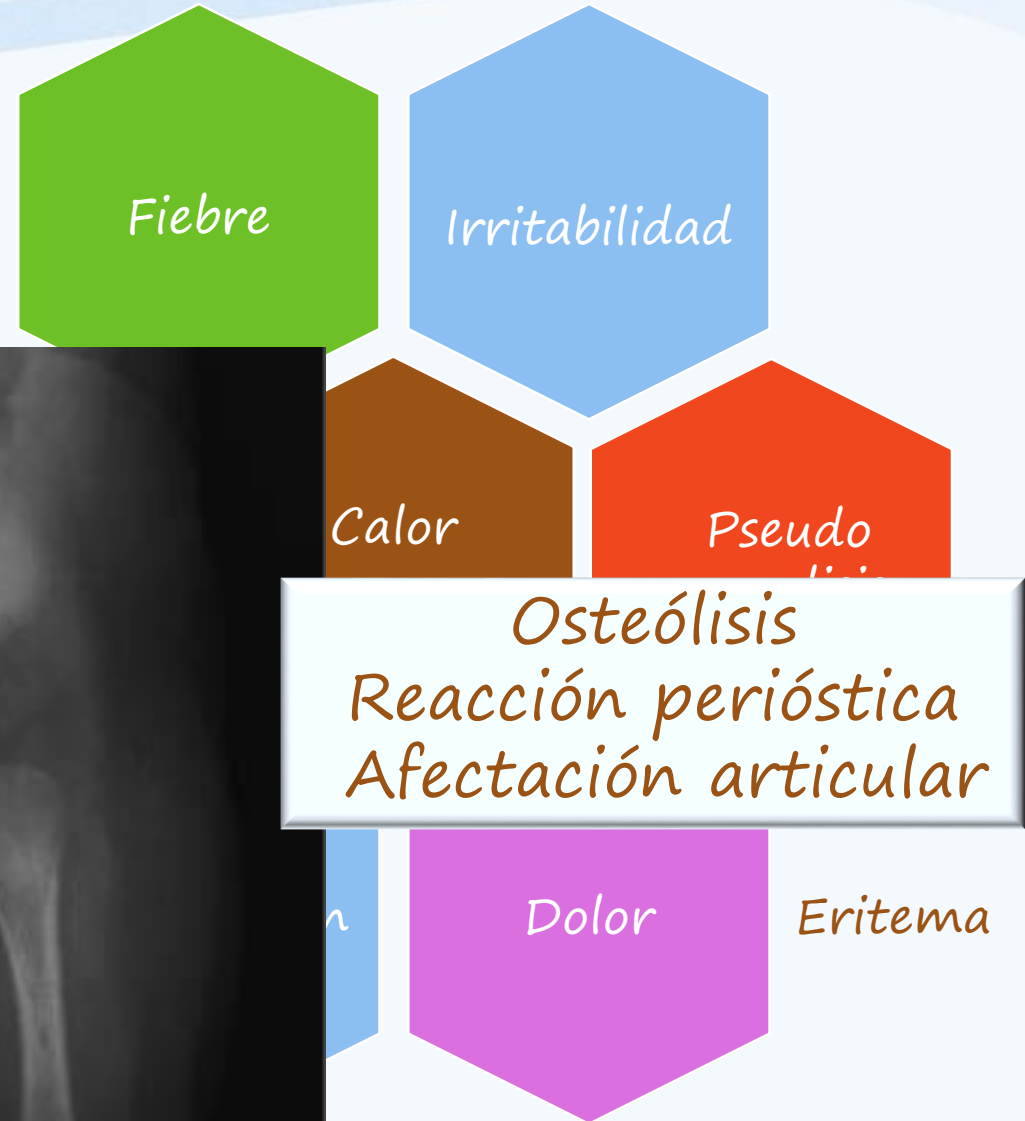 Fiebre
Irritabilidad
Calor
Pseudo
Osteólisis
Reacción perióstica
Afectación articular
Dolor
Eritema